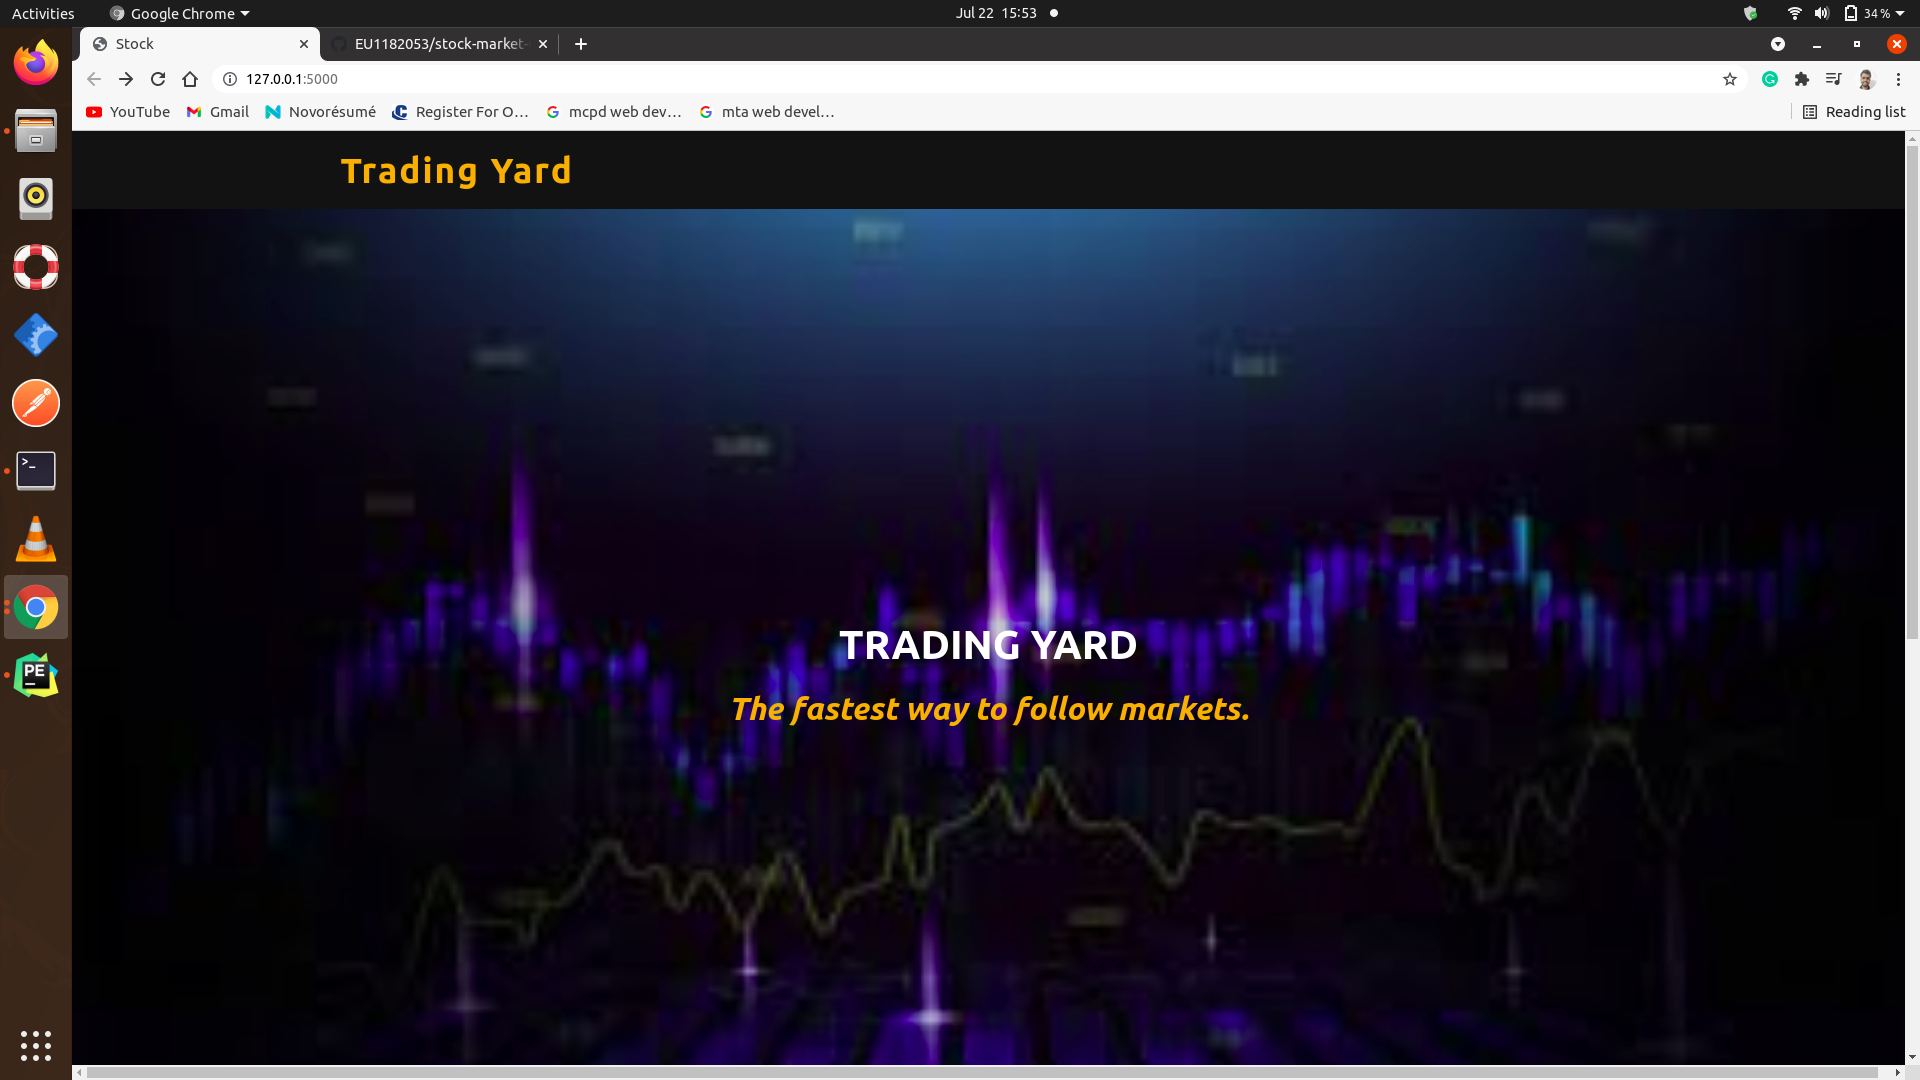 Activities
Google Chrome
Jul 22 15:53
34 %
Stock
EU1182053/stock-market-
127.0.0.1:5000
YouTube
Gmail
Novorésumé
Register For O…
mcpd web dev…
mta web devel…
Reading list
Trading Yard
TRADING YARD
The fastest way to follow markets.
>_
PE